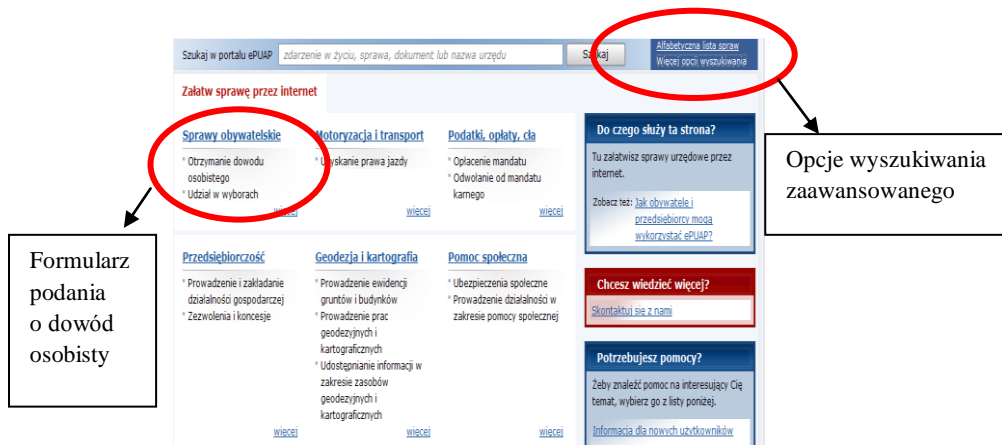 Szukaj w portalu ePUAP
zdarzenie w życiu, sprawa, dokument lub nazwa urzędu
Szukaj
Alfabetyczna lista spraw
Więcej opcji wyszukiwania
Załatw sprawę przez internet
Sprawy obywatelskie
Otrzymanie dowodu
osobistego
Udział w wyborach
więcej
Motoryzacja i transport
Uzyskanie prawa jazdy
więcej
Podatki, opłaty, cła
Opłacenie mandatu
Odwołanie od mandatu
karnego
więcej
Do czego służy ta strona?
Tu załatwisz sprawy urzędowe przez
internet.
Zobacz też: Jak obywatele i
przedsiębiorcy mogą
wykorzystać ePUAP?
Opcje wyszukiwania
zaawansowanego
Formularz
podania
o dowód
osobisty
Przedsiębiorczość
Prowadzenie i zakładanie
działalności gospodarczej
Zezwolenia i koncesje
więcej
Geodezja i kartografia
Prowadzenie ewidencji
gruntów i budynków
Prowadzenie prac
geodezyjnych i
kartograficznych
Udostępnianie informacji w
zakresie zasobów
geodezyjnych i
kartograficznych
więcej
Pomoc społeczna
Ubezpieczenia społeczne
Prowadzenie działalności w
zakresie pomocy społecznej
więcej
Chcesz wiedzieć więcej?
Skontaktuj się z nami
Potrzebujesz pomocy?
Żeby znaleźć pomoc na interesujący Cię
temat, wybierz go z listy poniżej.
Informacja dla nowych użytkowników